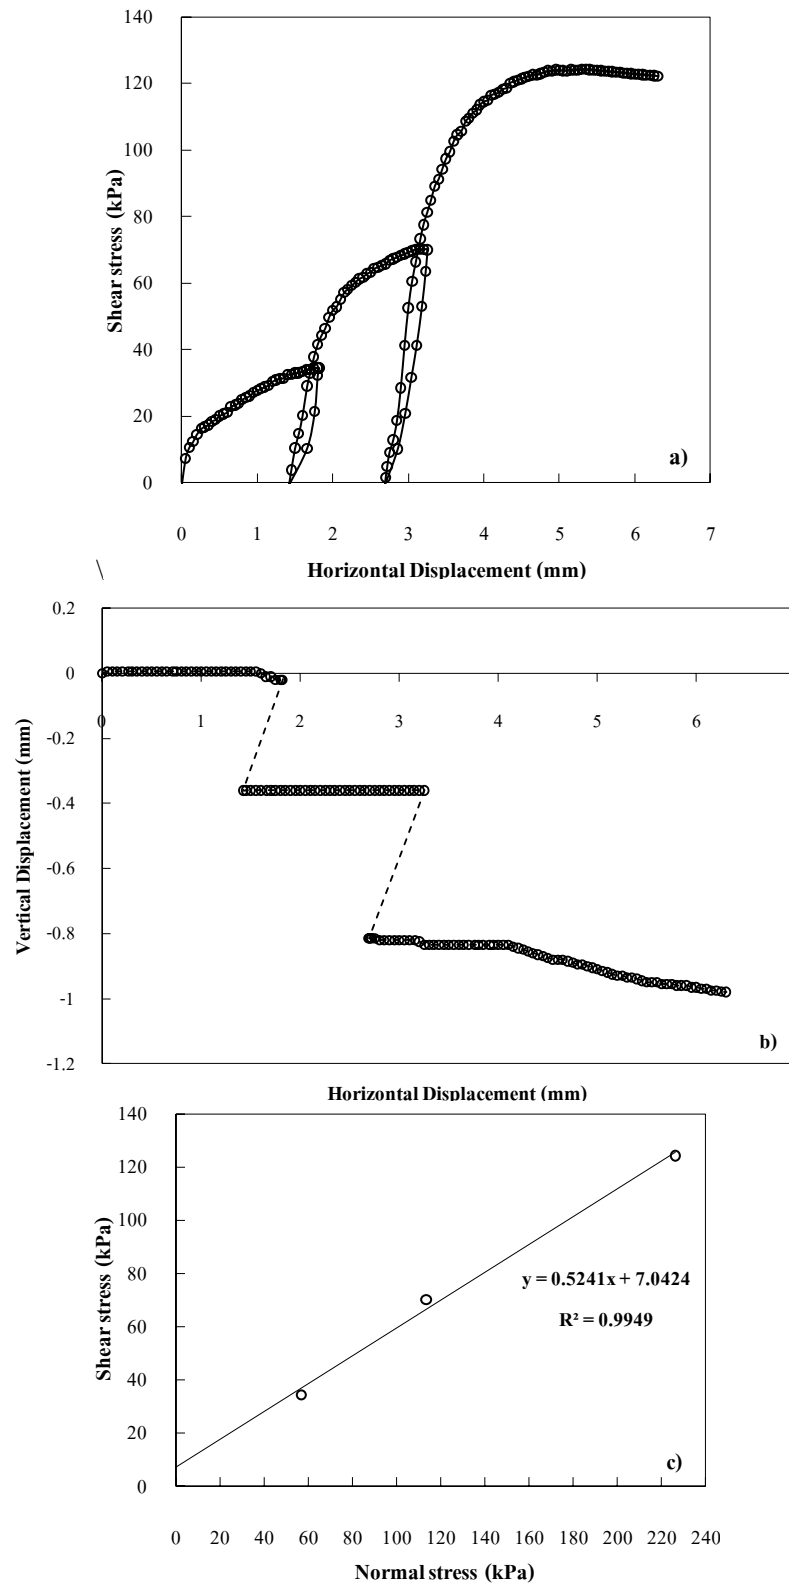 140
120
100
80
60
40
20
0
Shear stress (kPa)
a)
0 1 2 3 4 5 6 7
Horizontal Displacement (mm)
\
0.2
0
-0.2
-0.4
-0.6
-0.8
-1
-1.2
Vertical Displacement (mm)
0 1 2 3 4 5 6
b)
Horizontal Displacement (mm)
140
120
100
80
60
40
20
0
Shear stress (kPa)
y = 0.5241x + 7.0424
R² = 0.9949
c)
0 20 40 60 80 100 120 140 160 180 200 220 240
Normal stress (kPa)